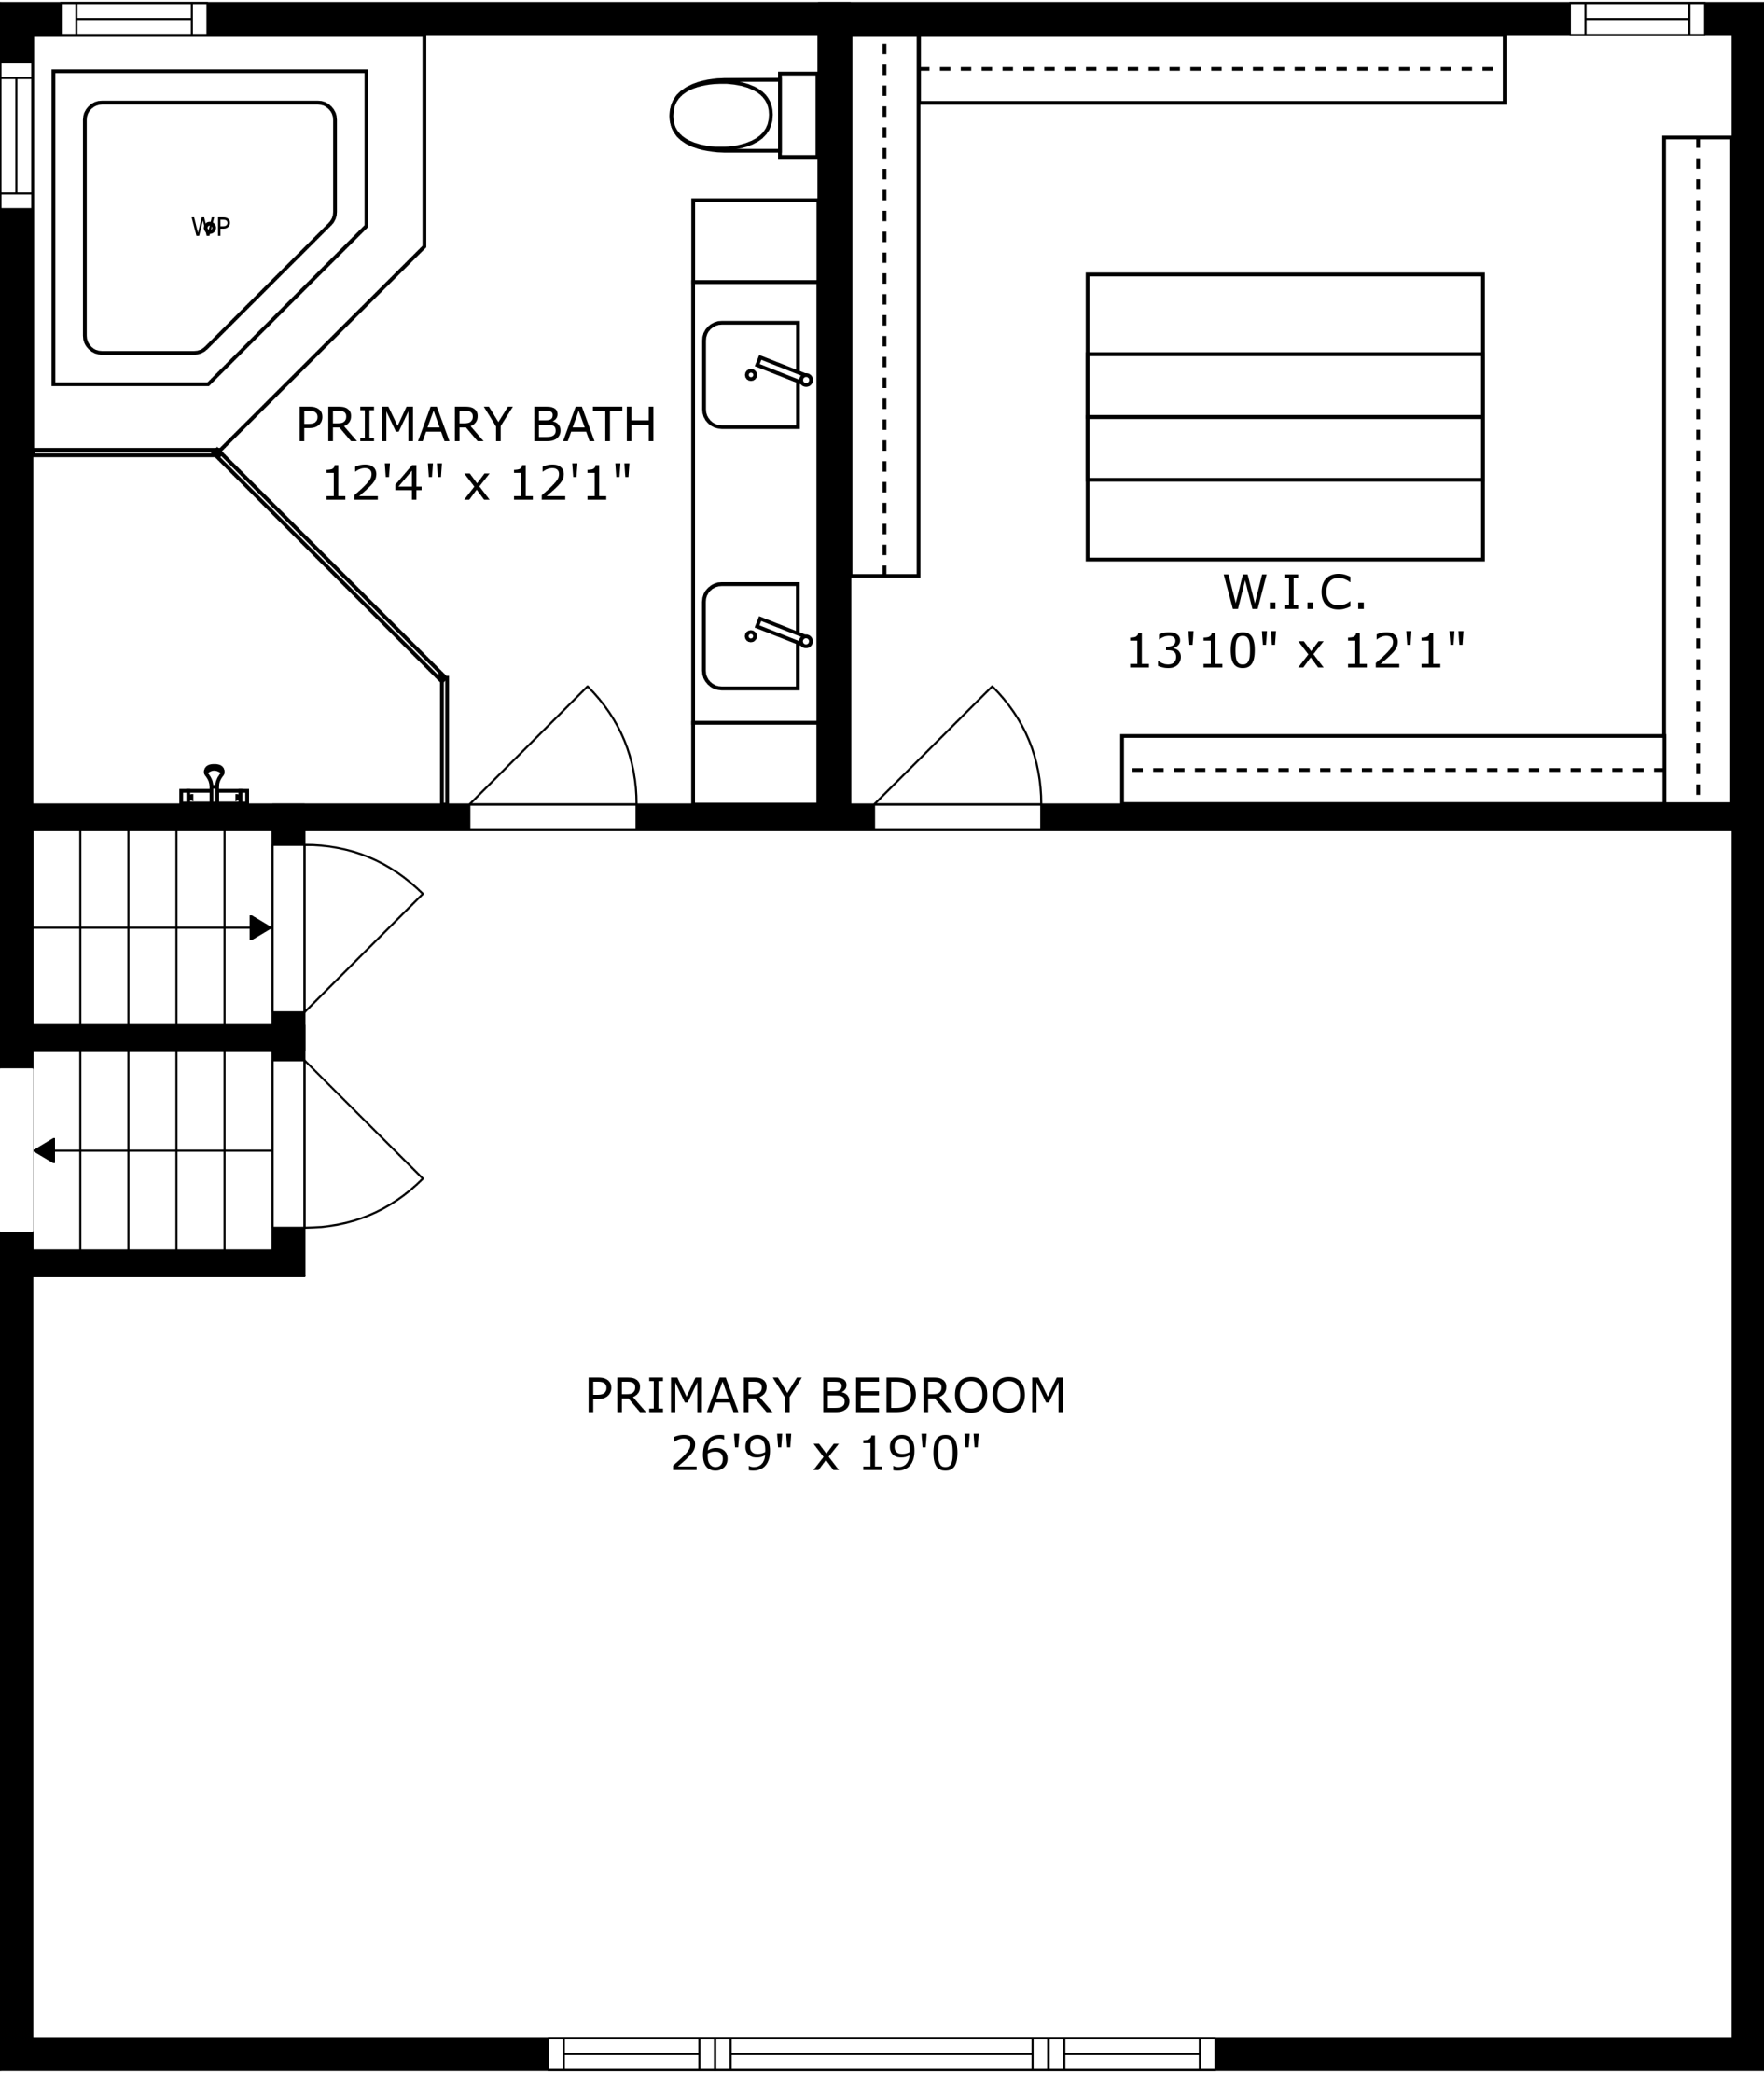 WP
PRIMARY BATH
12'4" x 12'1"
W.I.C.
13'10" x 12'1"
PRIMARY BEDROOM
26'9" x 19'0"